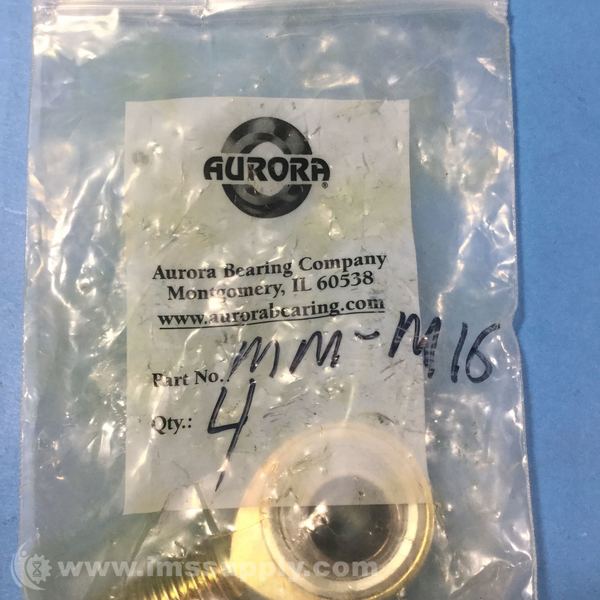 AURORA®
Aurora Bearing Company
Montgomery, IL 60538
www.aurorabearing.com
Part No.: MM-M16
Qty.: 4
www.imssupply.com